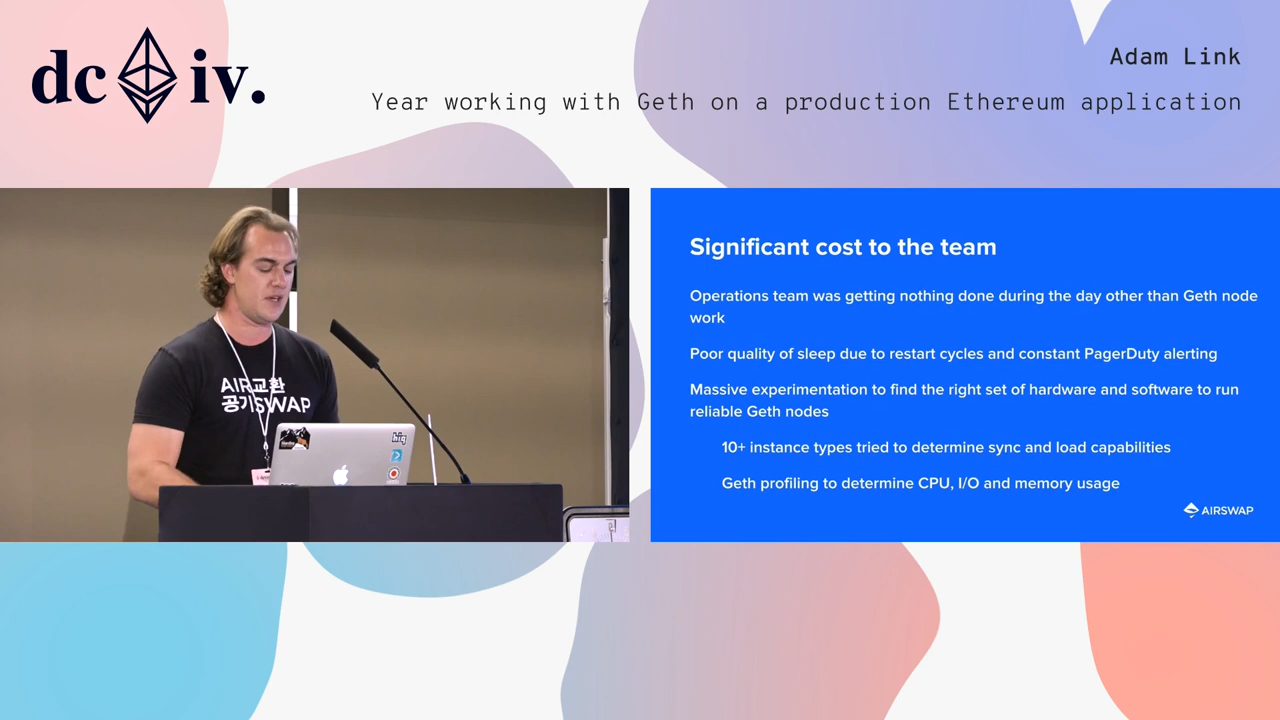 dc iv.
Adam Link
Year working with Geth on a production Ethereum application
AIR교환
공기SWAP
hiq
Significant cost to the team
Operations team was getting nothing done during the day other than Geth node
work
Poor quality of sleep due to restart cycles and constant PagerDuty alerting
Massive experimentation to find the right set of hardware and software to run
reliable Geth nodes
10+ instance types tried to determine sync and load capabilities
Geth profiling to determine CPU, I/O and memory usage
AIRSWAP